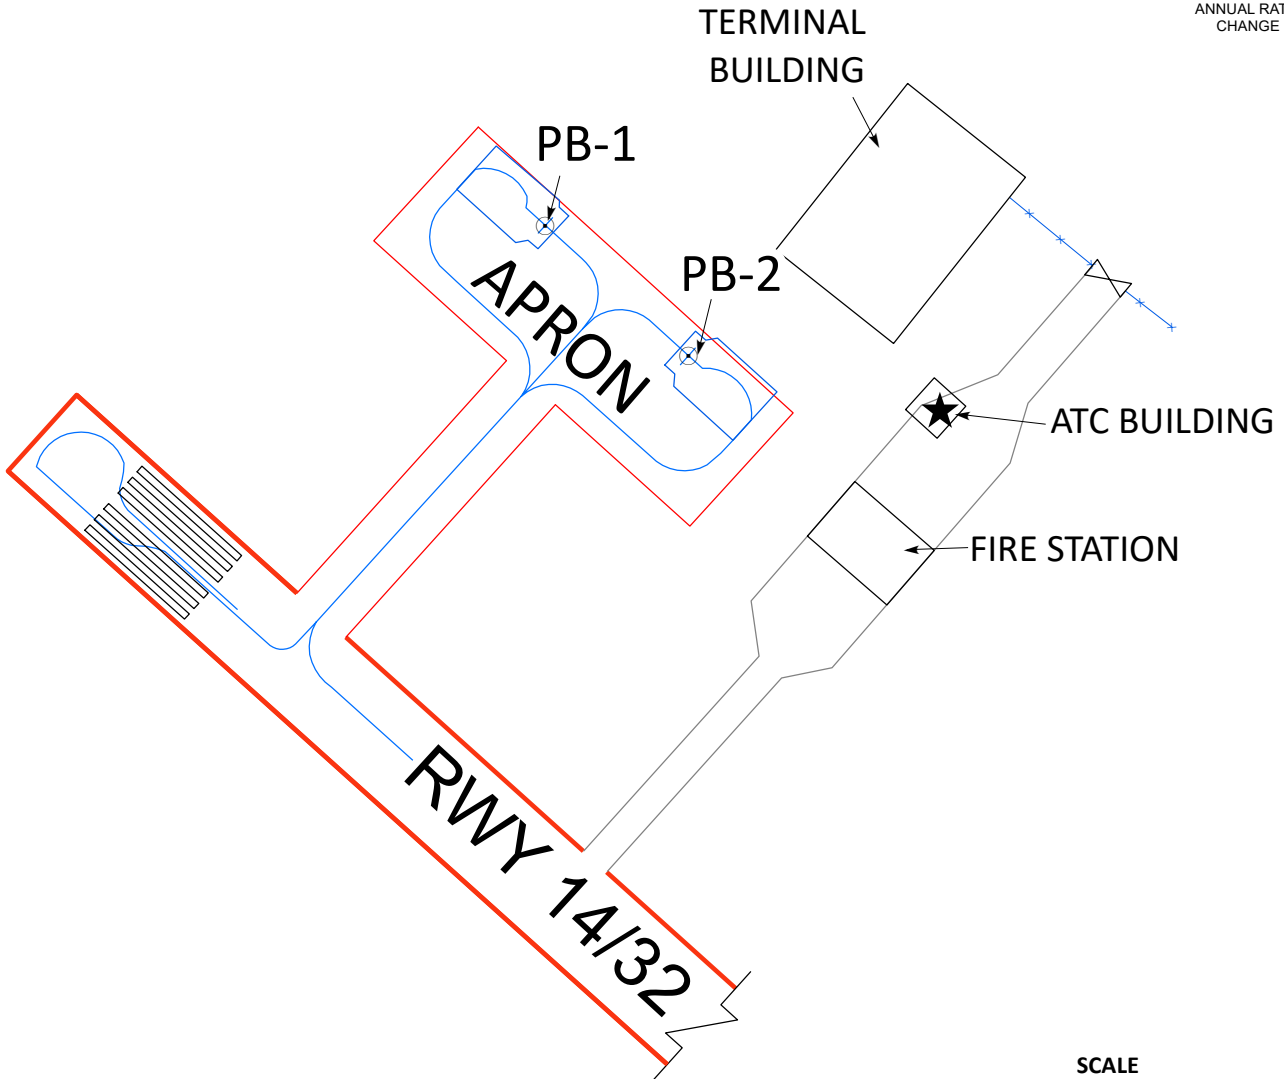 ANNUAL RAT
CHANGE
TERMINAL
BUILDING
PB-1
PB-2
APRON
ATC BUILDING
FIRE STATION
RWY 14/32
SCALE